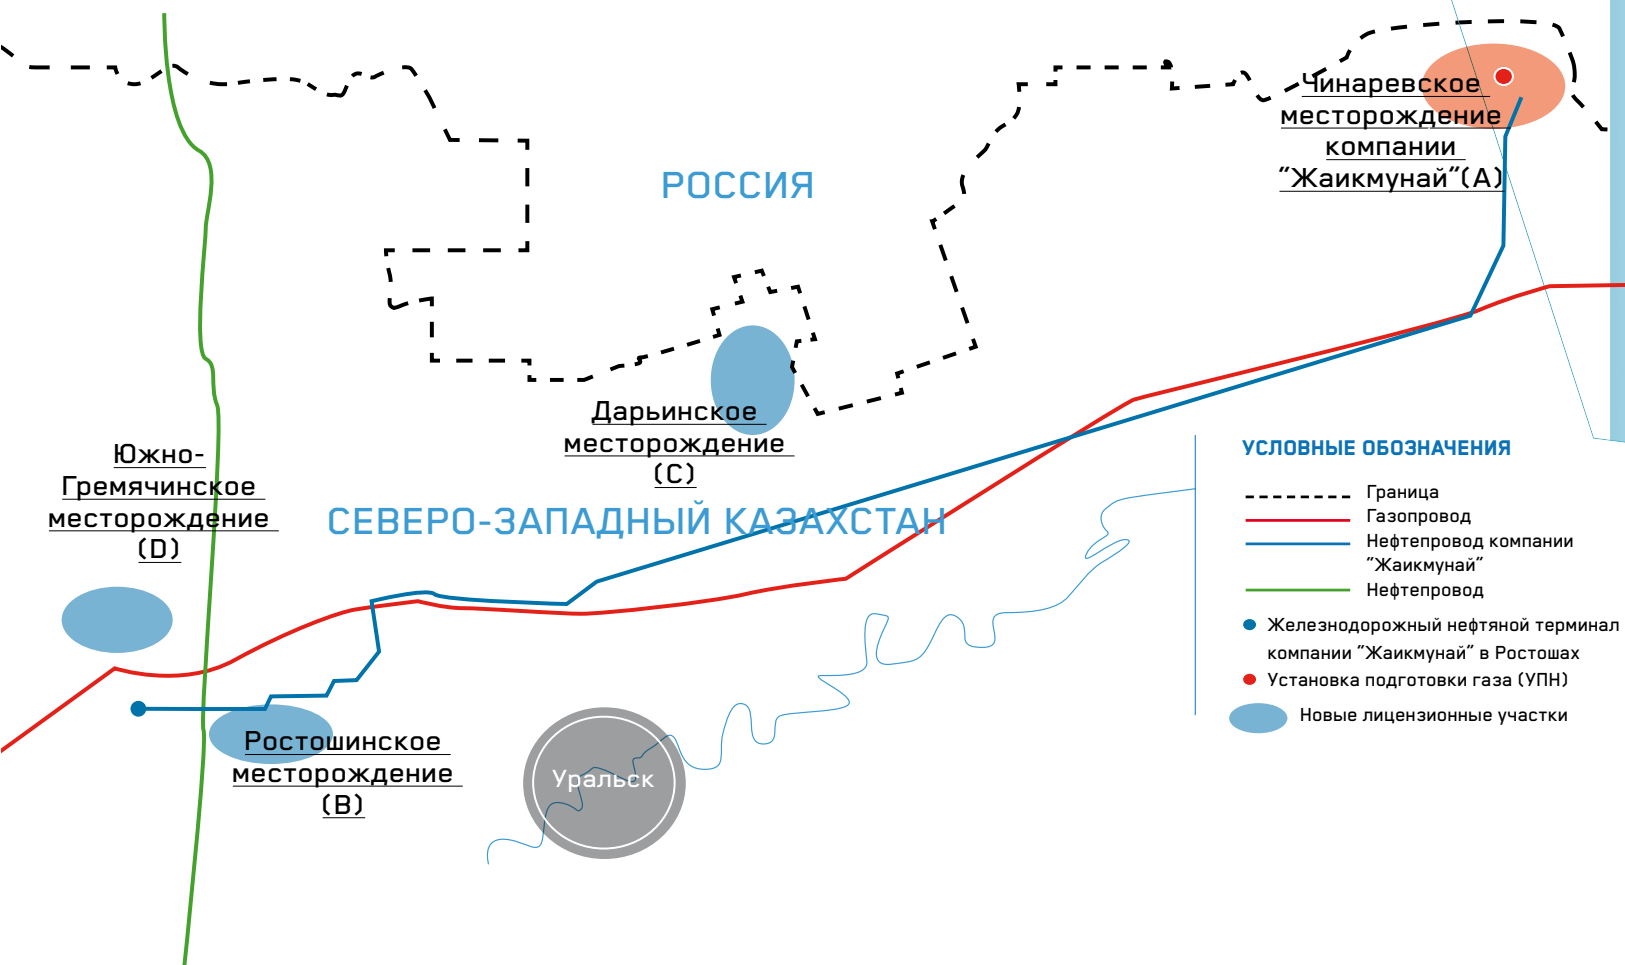 Чинаревское
месторождение
компании
“Жаикмунай”(А)
РОССИЯ
Дарьинское
месторождение
(С)
Южно-
Гремячинское
месторождение
(D)
СЕВЕРО-ЗАПАДНЫЙ КАЗАХСТАН
Ростошинское
месторождение
(В)
Уральск
УСЛОВНЫЕ ОБОЗНАЧЕНИЯ
Граница
Газопровод
Нефтепровод компании
“Жаикмунай”
Нефтепровод
Железнодорожный нефтяной терминал
компании “Жаикмунай” в Ростошах
Установка подготовки газа (УПН)
Новые лицензионные участки